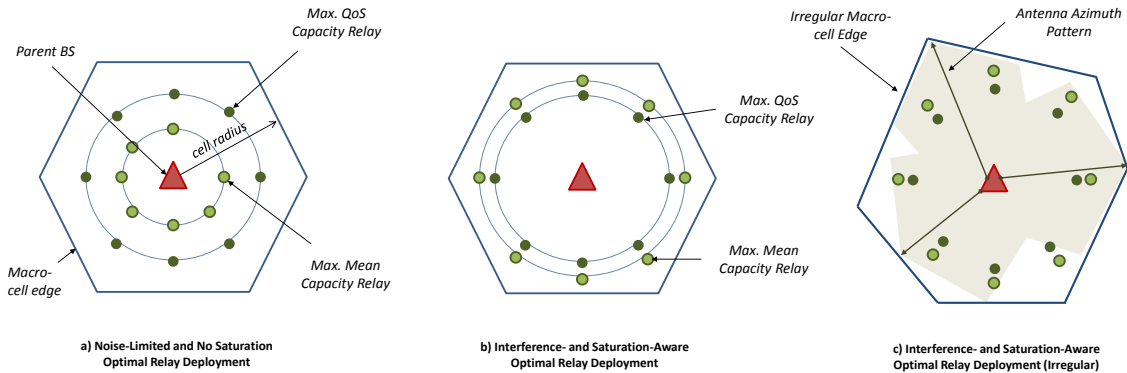 Max. QoS
Capacity Relay
Parent BS
cell radius
Macro-
cell edge
Max. Mean
Capacity Relay
a) Noise-Limited and No Saturation
Optimal Relay Deployment
Max. QoS
Capacity Relay
Max. Mean
Capacity Relay
b) Interference- and Saturation-Aware
Optimal Relay Deployment
Irregular Macro-
cell Edge
Antenna Azimuth
Pattern
c) Interference- and Saturation-Aware
Optimal Relay Deployment (Irregular)